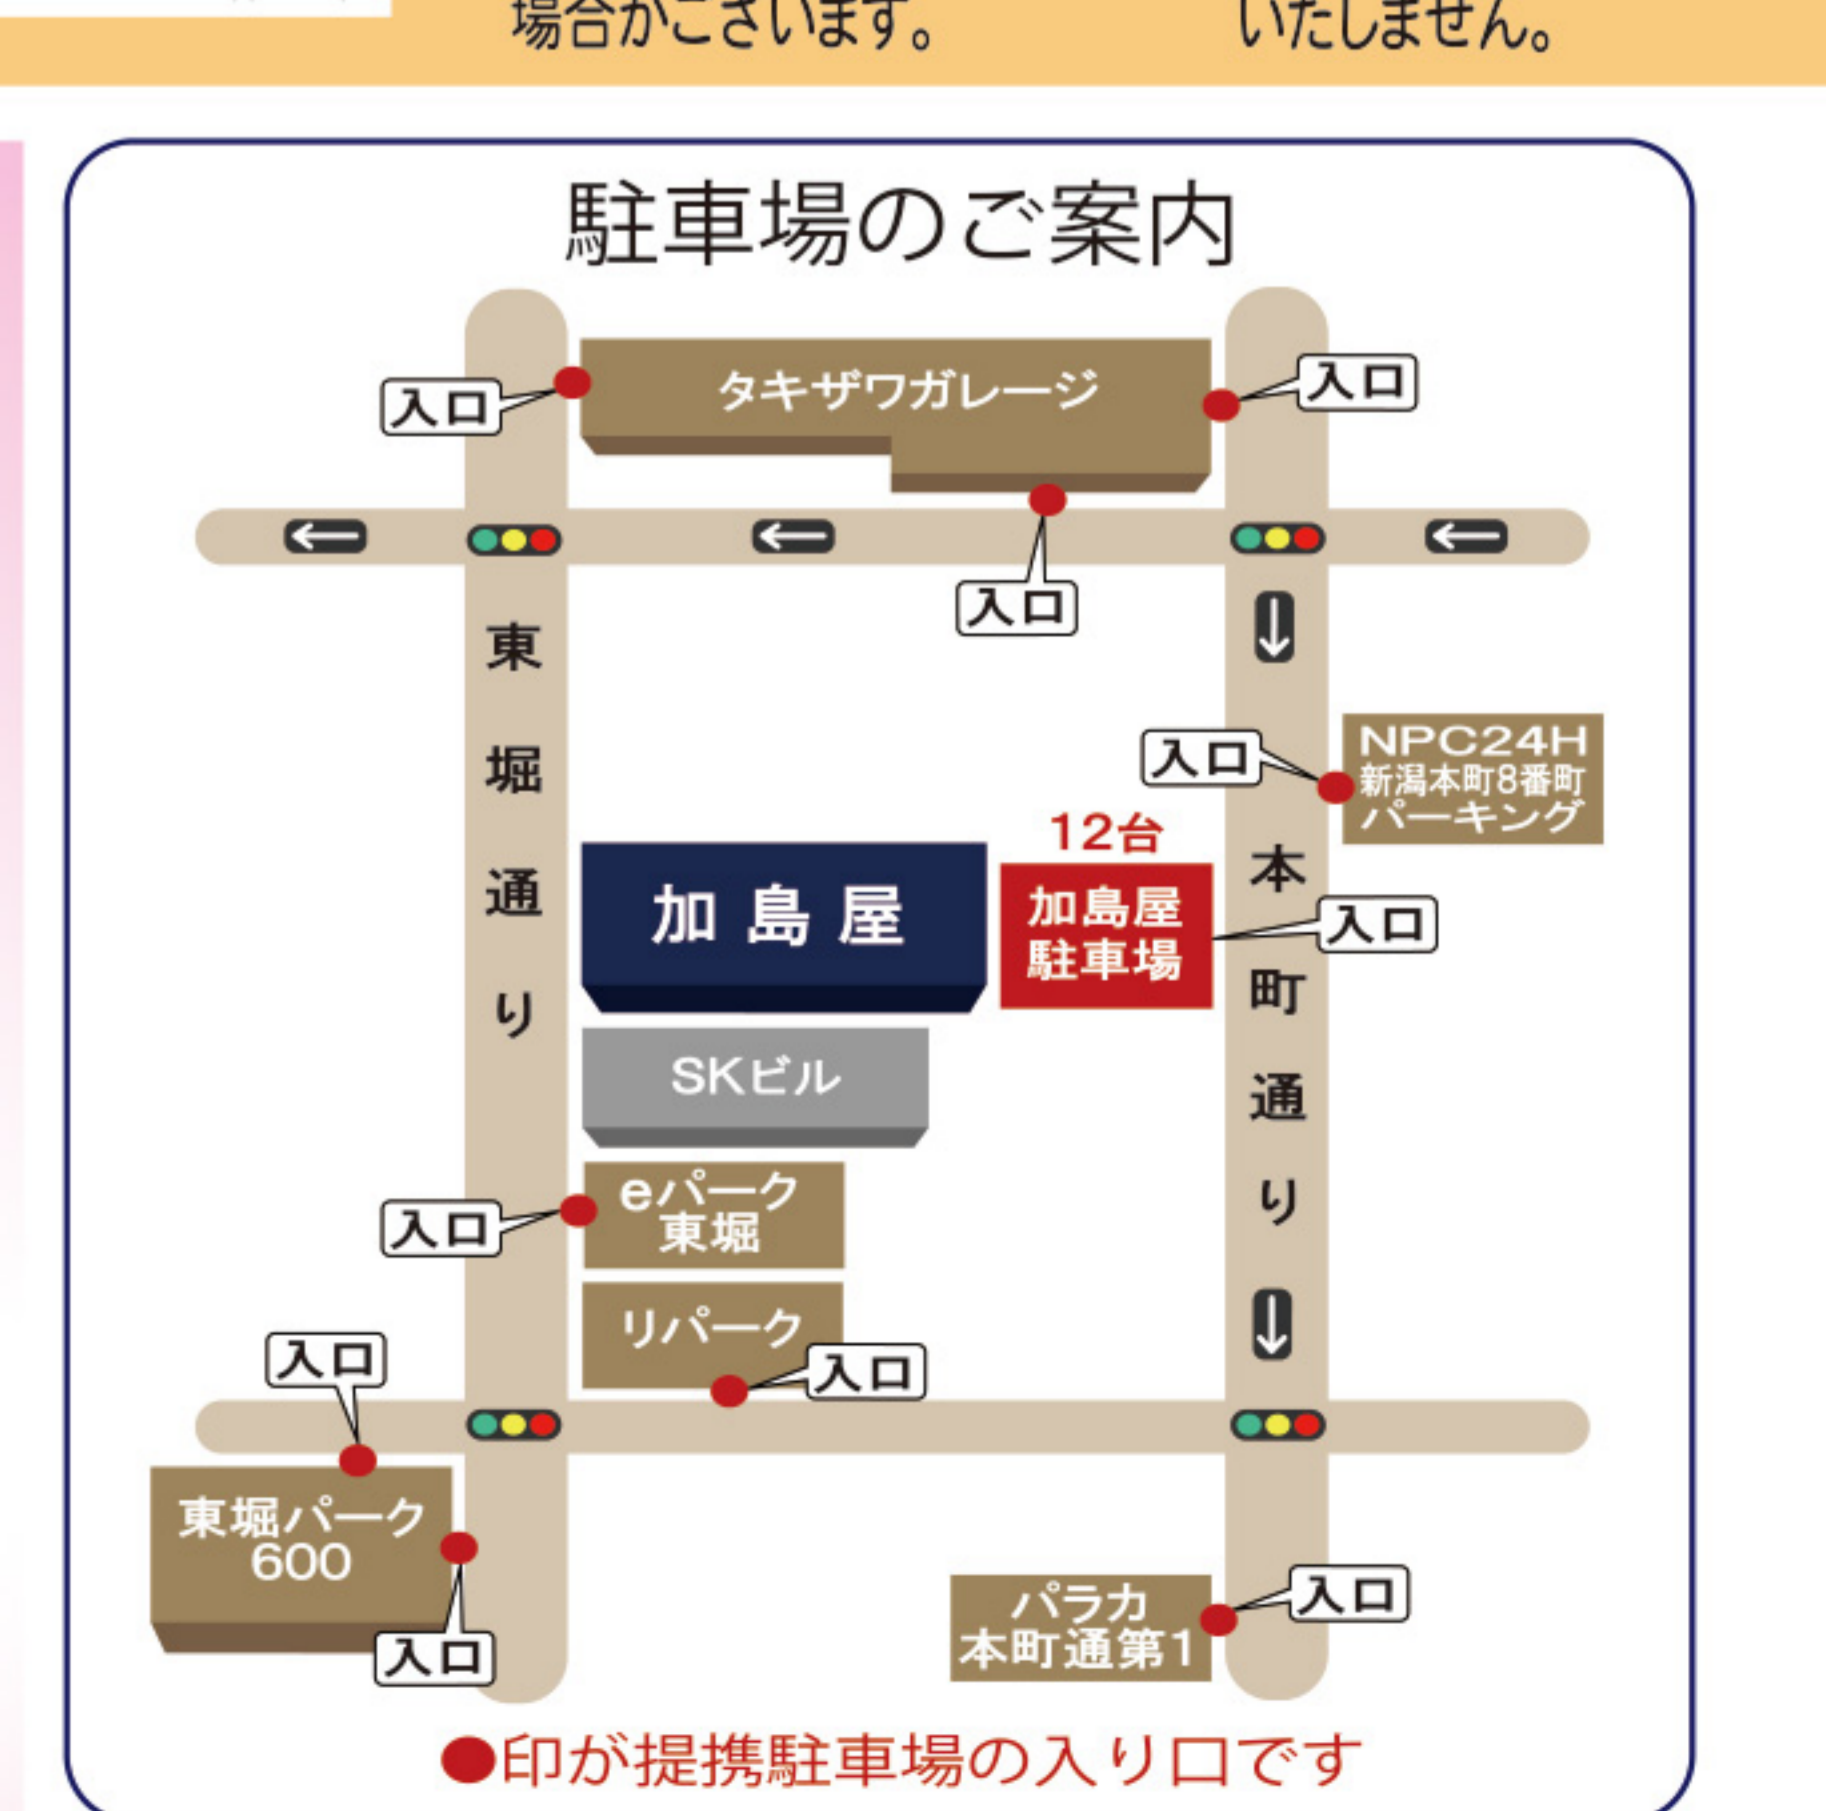 場合がございます。
いたしません。
駐車場のご案内
タキザワガレージ
入口
入口
入口
東堀通り
本町通り
NPC24H
新潟本町8番町
パーキング
入口
12台
加島屋
加島屋
駐車場
入口
SKビル
eパーク
東堀
入口
リパーク
入口
入口
東堀パーク
600
入口
パラカ
本町通第1
入口
●印が提携駐車場の入り口です